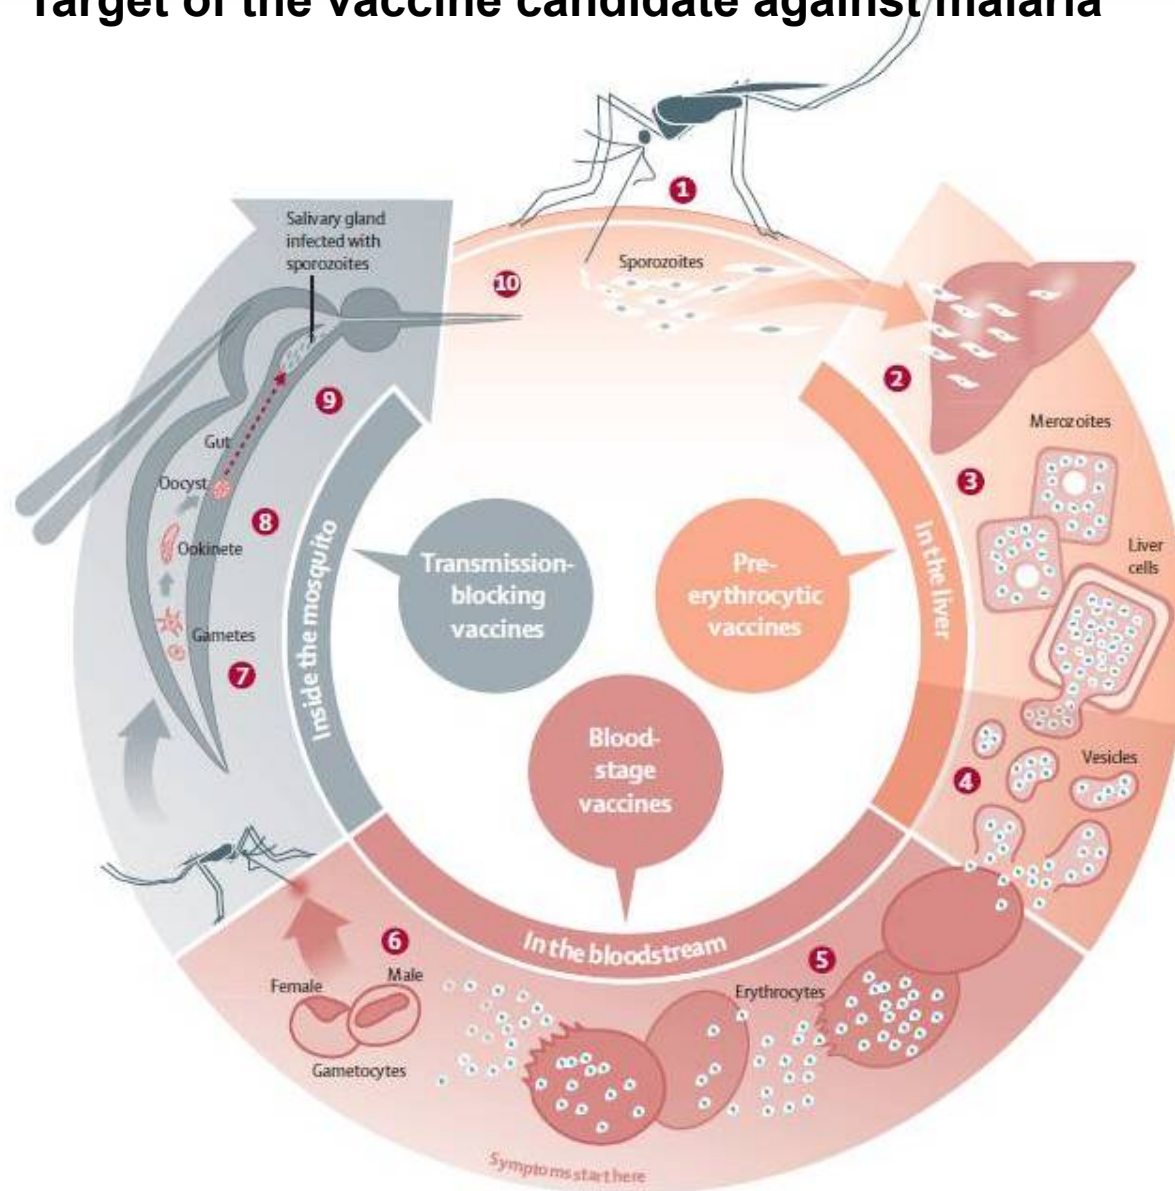 Target of the vaccine candidate against malaria
1
Salivary gland
infected with
sporozoites
10
Sporozoites
2
9
Merozoites
Gut
3
Oocyst
8
Ookinete
Inside the mosquito
Transmission-
blocking
vaccines
Pre-
erythrocytic
vaccines
In the liver
Liver
cells
Gametes
7
Blood-
stage
vaccines
Vesicles
4
In the bloodstream
6
5
Female
Male
Erythrocytes
Gametocytes
Symptoms start here